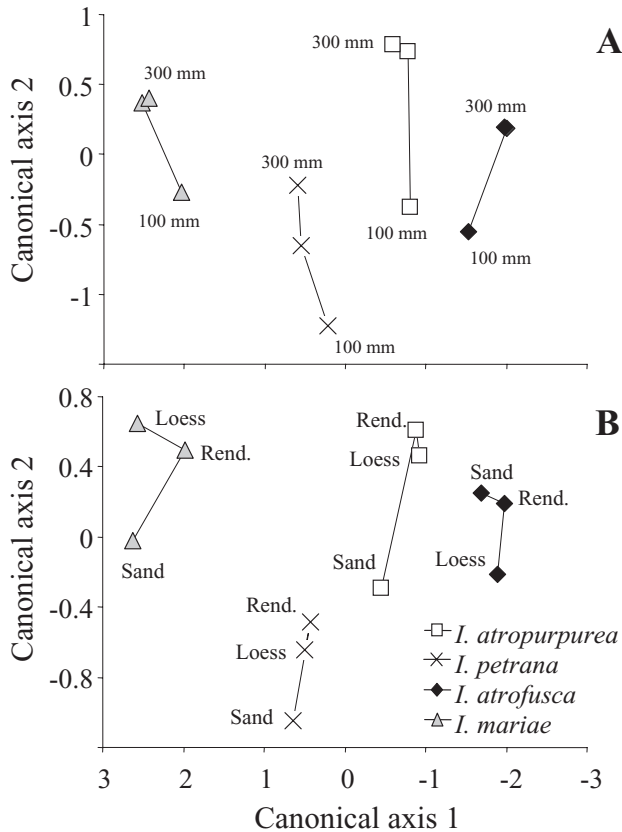 A
Canonical axis 2
1
0.5
0
-0.5
-1
300 mm
100 mm
300 mm
100 mm
300 mm
100 mm
300 mm
100 mm
B
Canonical axis 2
0.8
0.4
0
-0.4
-0.8
Loess
Rend.
Sand
Rend.
Loess
Sand
Rend.
Loess
Sand
Sand
Rend.
Loess
I. atropurpurea
I. petrana
I. atrofusca
I. mariae
3 2 1 0 -1 -2 -3
Canonical axis 1